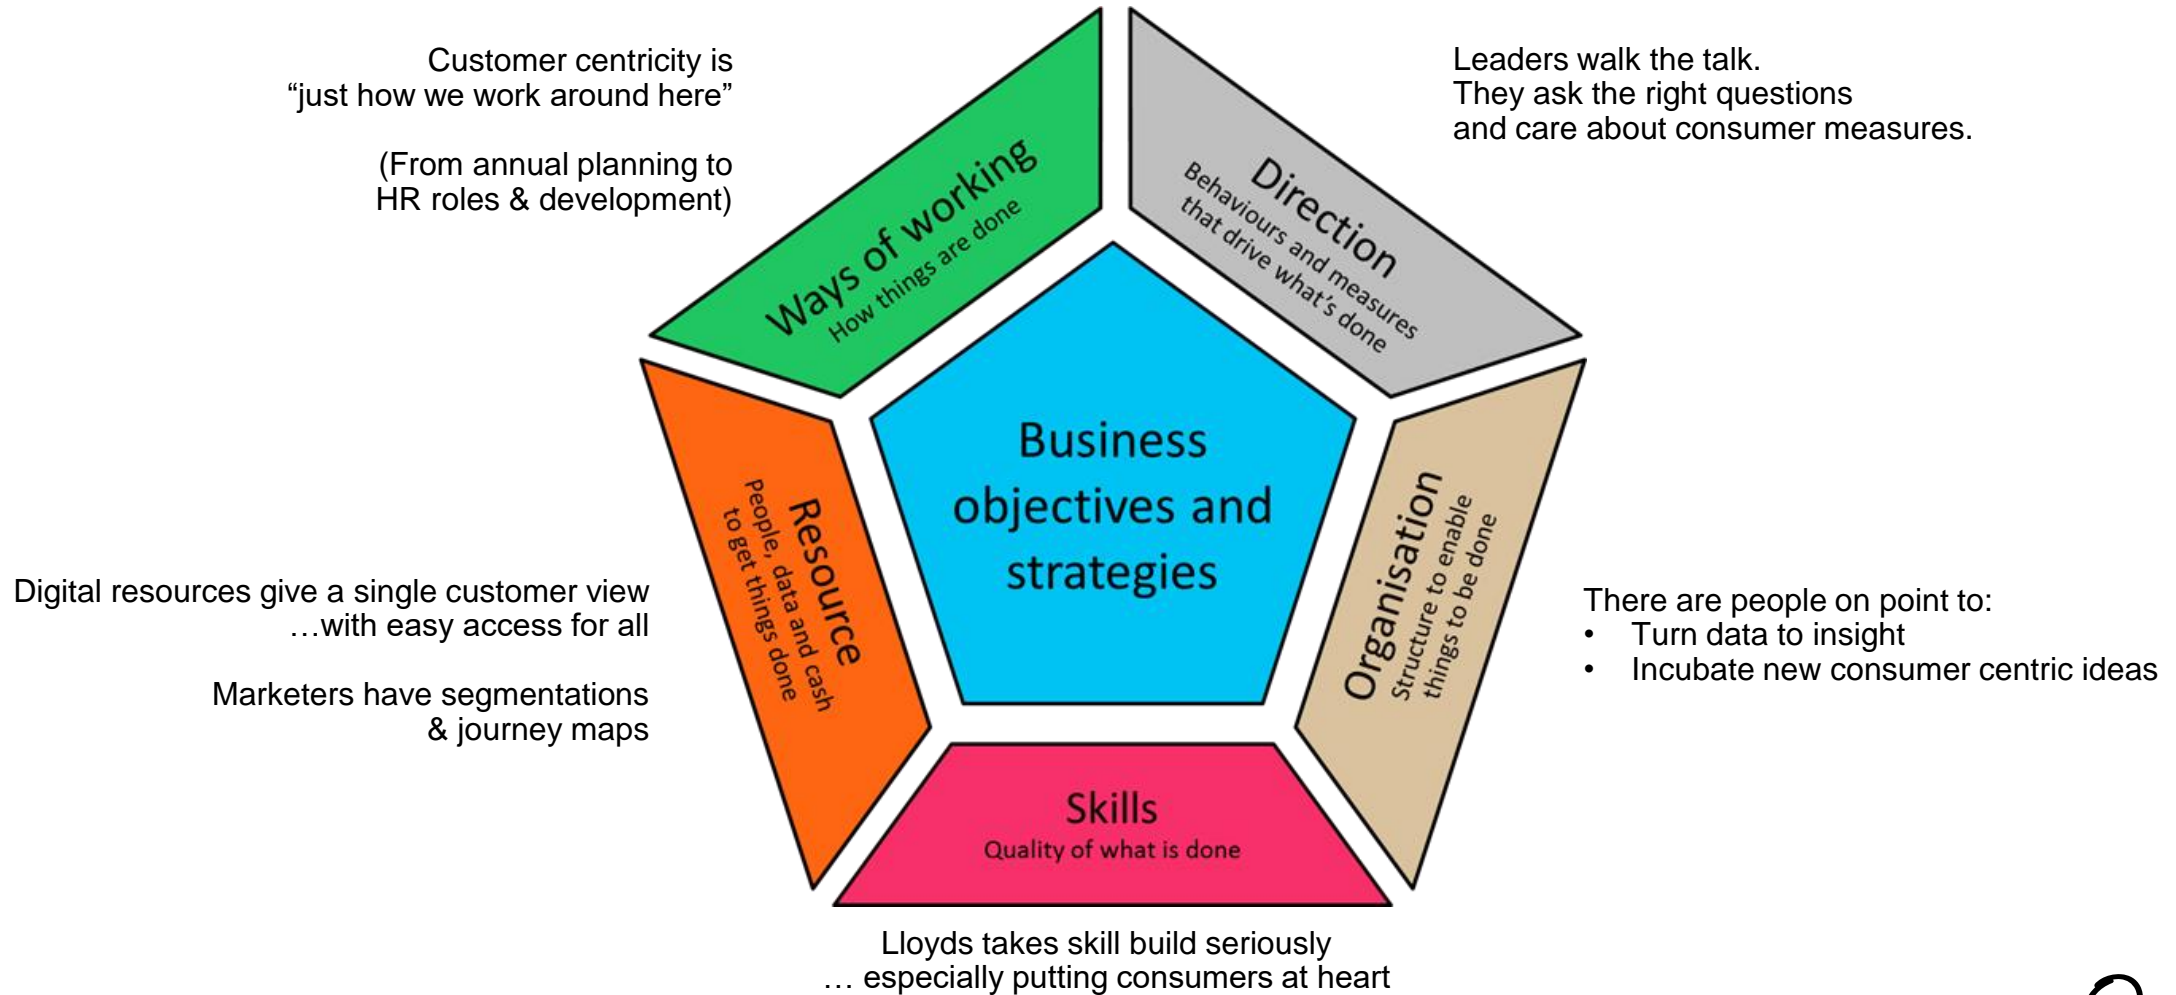 Customer centricity is
“just how we work around here”
(From annual planning to
HR roles & development)
Leaders walk the talk.
They ask the right questions
and care about consumer measures.
Ways of working
How things are done
Direction
Behaviours and measures
that drive what’s done
Business
objectives and
strategies
Resource
People, data and cash
to get things done
Organisation
Structure to enable
things to be done
Digital resources give a single customer view
…with easy access for all
Marketers have segmentations
& journey maps
There are people on point to:
• Turn data to insight
• Incubate new consumer centric ideas
Skills
Quality of what is done
Lloyds takes skill build seriously
… especially putting consumers at heart